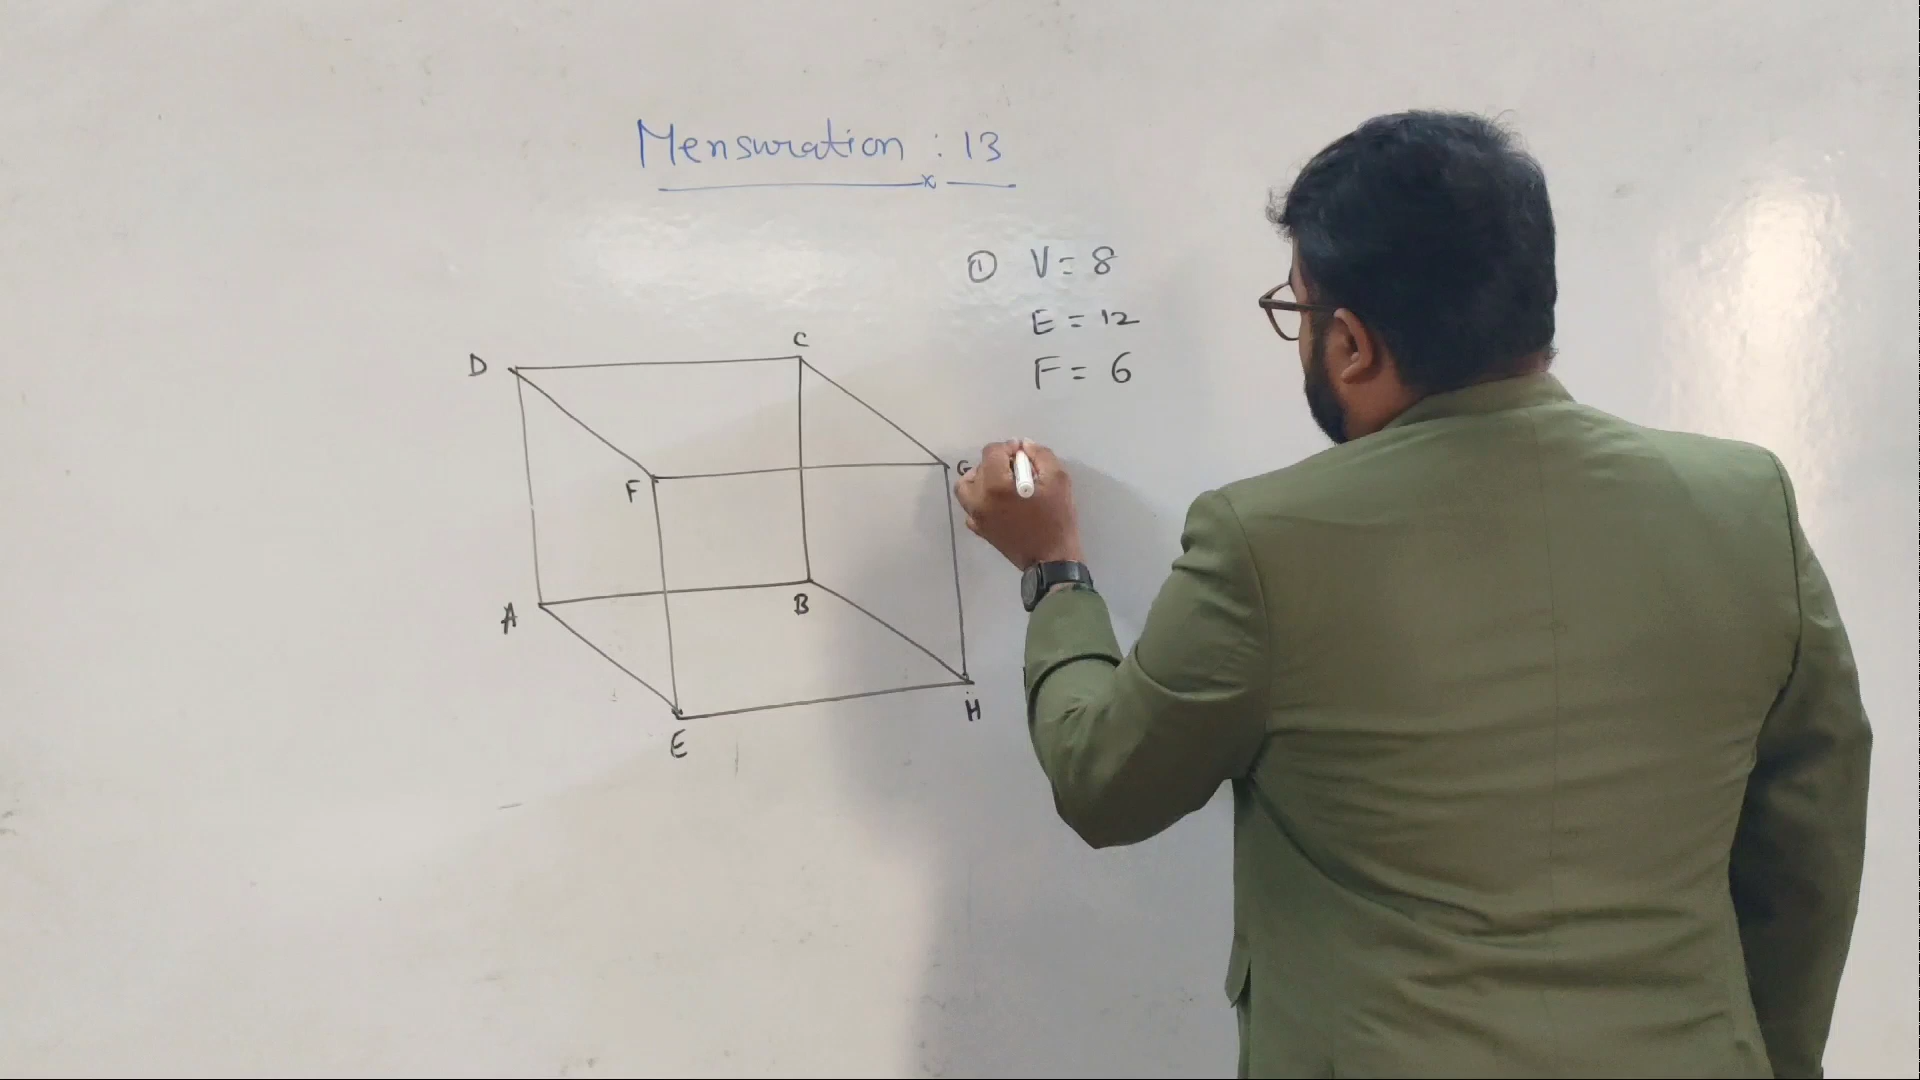 Mensuration : 13
① V = 8
E = 12
F = 6
C
D
G
F
B
A
H
E